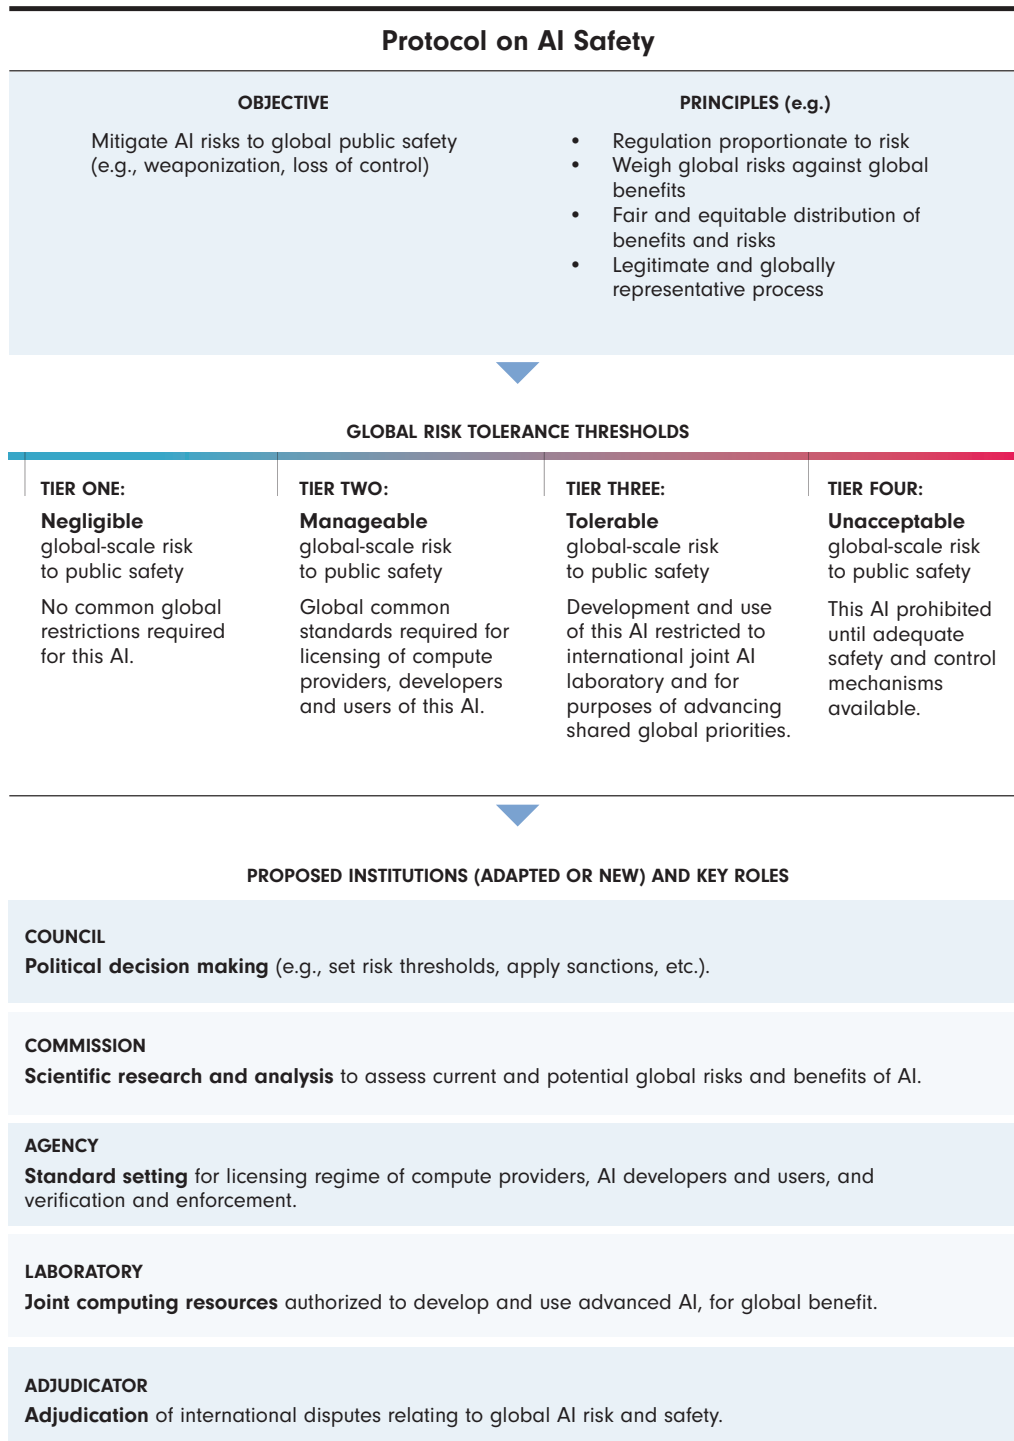 Protocol on AI Safety
OBJECTIVE
Mitigate AI risks to global public safety
(e.g., weaponization, loss of control)
PRINCIPLES (e.g.)
• Regulation proportionate to risk
• Weigh global risks against global
benefits
• Fair and equitable distribution of
benefits and risks
• Legitimate and globally
representative process
GLOBAL RISK TOLERANCE THRESHOLDS
TIER ONE:
Negligible
global-scale risk
to public safety
No common global
restrictions required
for this AI.
TIER TWO:
Manageable
global-scale risk
to public safety
Global common
standards required for
licensing of compute
providers, developers
and users of this AI.
TIER THREE:
Tolerable
global-scale risk
to public safety
Development and use
of this AI restricted to
international joint AI
laboratory and for
purposes of advancing
shared global priorities.
TIER FOUR:
Unacceptable
global-scale risk
to public safety
This AI prohibited
until adequate
safety and control
mechanisms
available.
PROPOSED INSTITUTIONS (ADAPTED OR NEW) AND KEY ROLES
COUNCIL
Political decision making (e.g., set risk thresholds, apply sanctions, etc.).
COMMISSION
Scientific research and analysis to assess current and potential global risks and benefits of AI.
AGENCY
Standard setting for licensing regime of compute providers, AI developers and users, and
verification and enforcement.
LABORATORY
Joint computing resources authorized to develop and use advanced AI, for global benefit.
ADJUDICATOR
Adjudication of international disputes relating to global AI risk and safety.